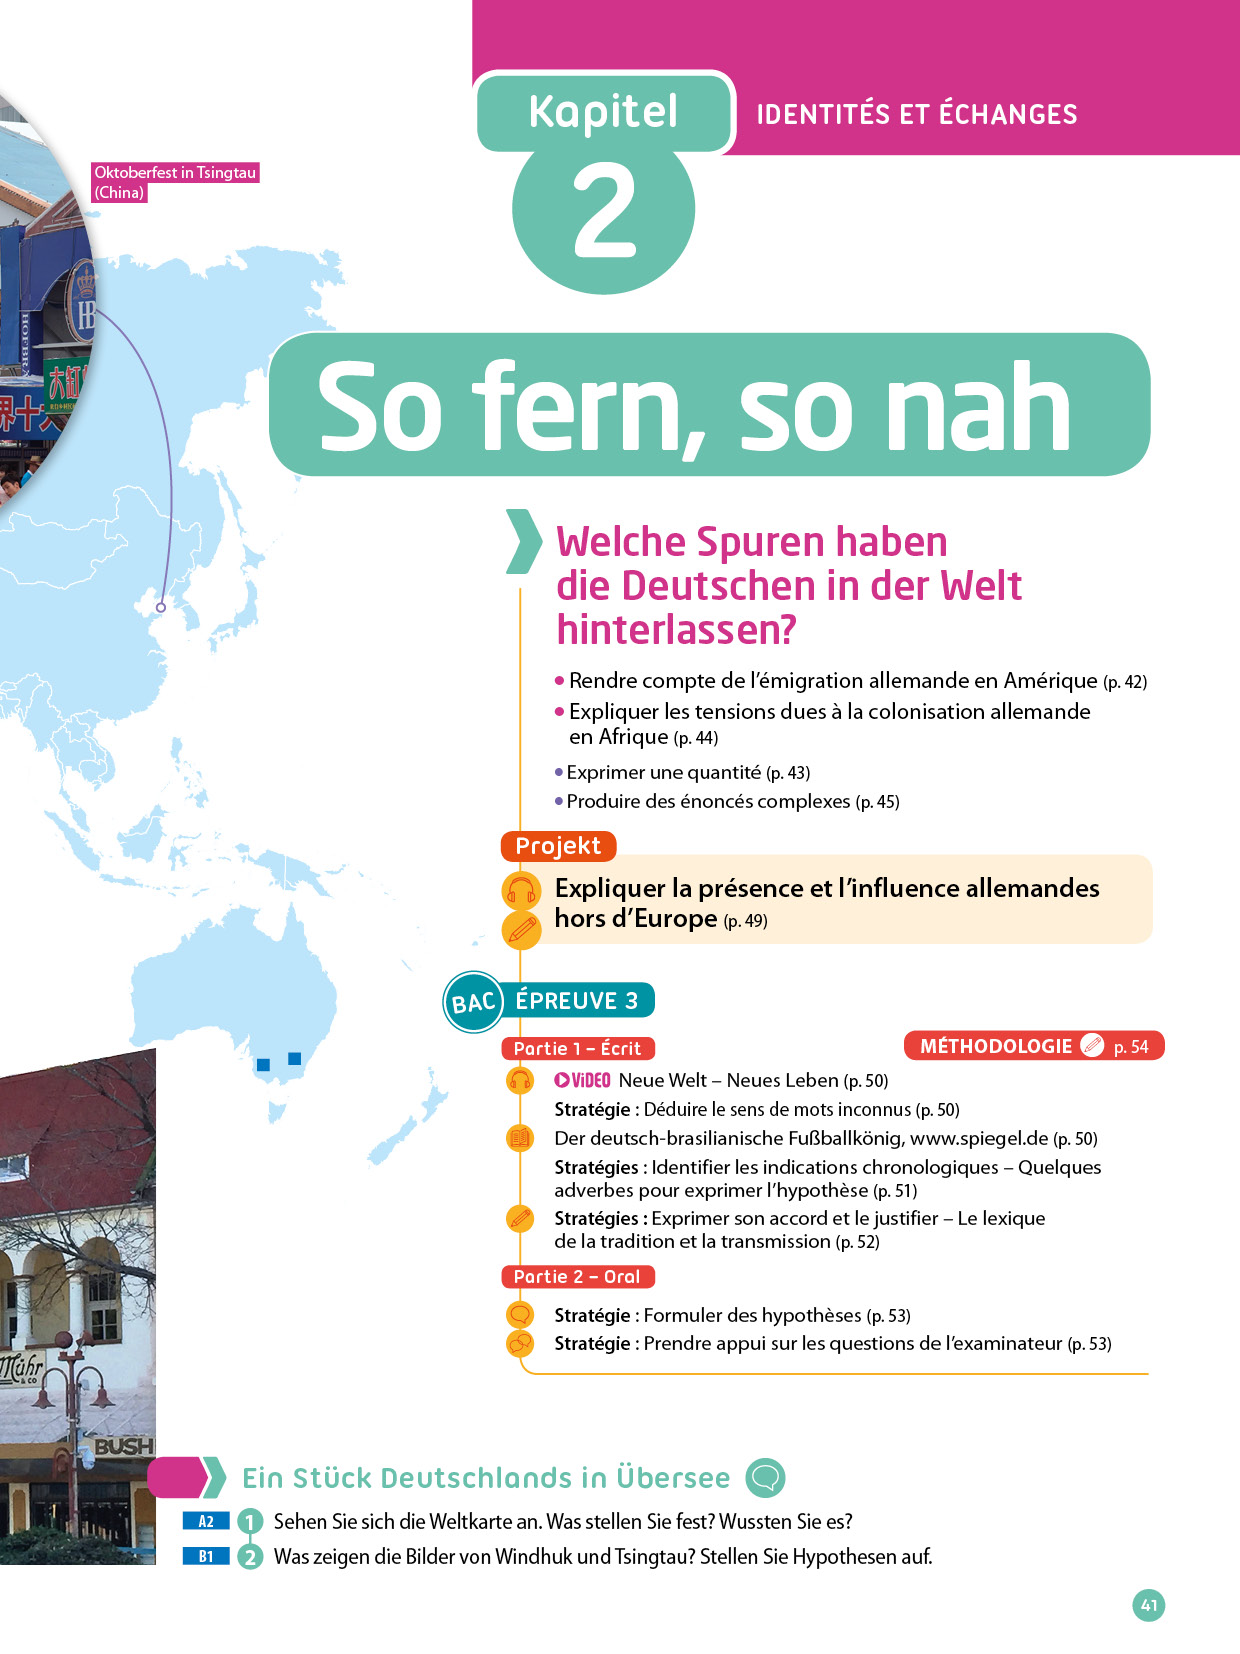 Kapitel
2
IDENTITÉS ET ÉCHANGES
Oktoberfest in Tsingtau
(China)
HB
So fern, so nah
Welche Spuren haben
die Deutschen in der Welt
hinterlassen?
• Rendre compte de l’émigration allemande en Amérique (p. 42)
• Expliquer les tensions dues à la colonisation allemande
en Afrique (p. 44)
• Exprimer une quantité (p. 43)
• Produire des énoncés complexes (p. 45)
Projekt
Expliquer la présence et l’influence allemandes
hors d’Europe (p. 49)
BAC ÉPREUVE 3
Partie 1 – Écrit
MÉTHODOLOGIE p. 54
ViDEO Neue Welt – Neues Leben (p. 50)
Stratégie : Déduire le sens de mots inconnus (p. 50)
Der deutsch-brasilianische Fußballkönig, www.spiegel.de (p. 50)
Stratégies : Identifier les indications chronologiques – Quelques
adverbes pour exprimer l’hypothèse (p. 51)
Stratégies : Exprimer son accord et le justifier – Le lexique
de la tradition et la transmission (p. 52)
Partie 2 – Oral
Stratégie : Formuler des hypothèses (p. 53)
Stratégie : Prendre appui sur les questions de l’examinateur (p. 53)
Mühr
& CO
BUSH
Ein Stück Deutschlands in Übersee
A2 1 Sehen Sie sich die Weltkarte an. Was stellen Sie fest? Wussten Sie es?
B1 2 Was zeigen die Bilder von Windhuk und Tsingtau? Stellen Sie Hypothesen auf.
41